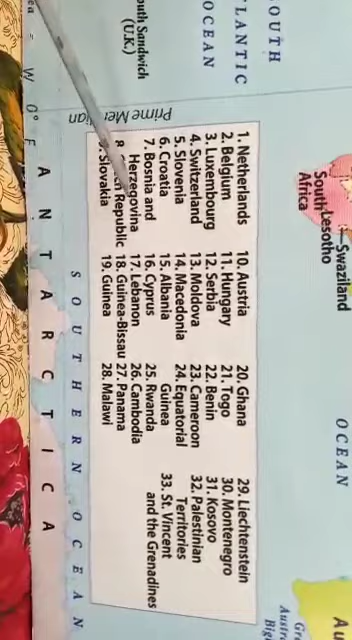 SOUTH
ATLANTIC
OCEAN
South Sandwich
(U.K.)
Prime Meridian
W 0° E
South
Africa
Lesotho
Swaziland
OCEAN
1. Netherlands
2. Belgium
3. Luxembourg
4. Switzerland
5. Slovenia
6. Croatia
7. Bosnia and
Herzegovina
8. Republic
9. Slovakia
10. Austria
11. Hungary
12. Serbia
13. Moldova
14. Macedonia
15. Albania
16. Cyprus
17. Lebanon
18. Guinea-Bissau
19. Guinea
20. Ghana
21. Togo
22. Benin
23. Cameroon
24. Equatorial
Guinea
25. Rwanda
26. Cambodia
27. Panama
28. Malawi
29. Liechtenstein
30. Montenegro
31. Kosovo
32. Palestinian
Territories
33. St. Vincent
and the Grenadines
SOUTHERN OCEAN
ANTARCTICA